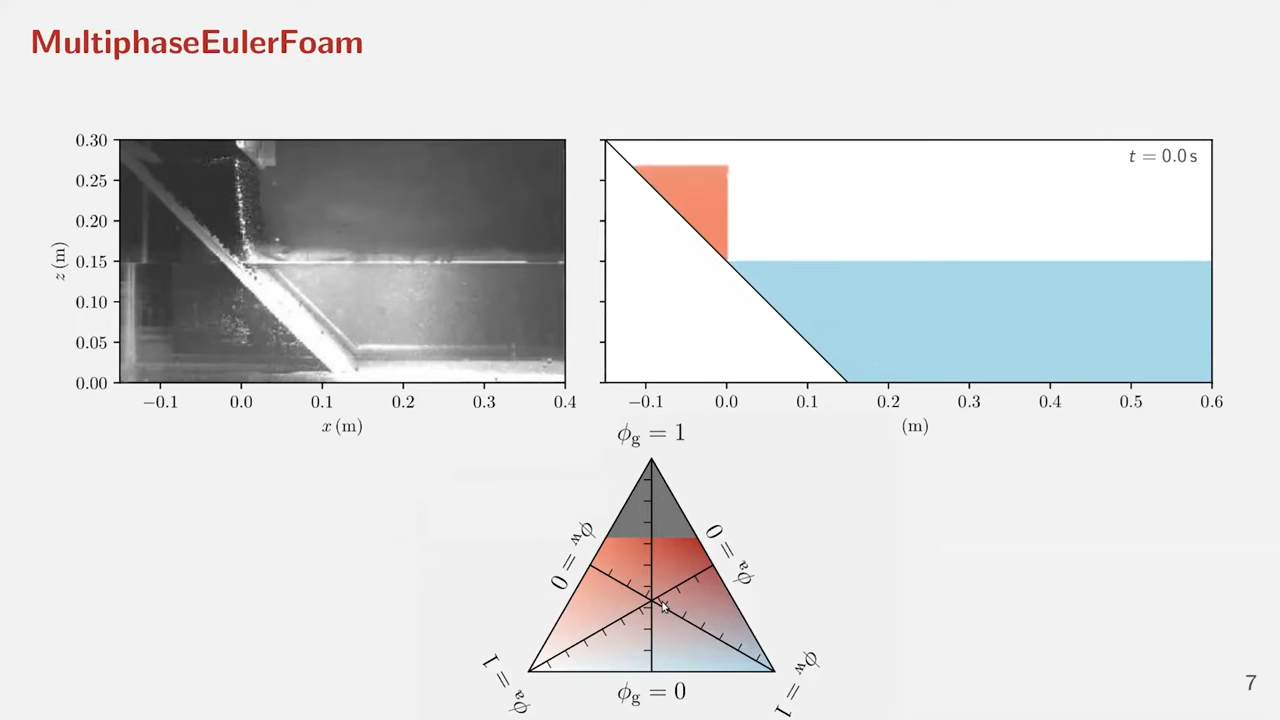 MultiphaseEulerFoam
0.30
0.25
0.20
0.15
0.10
0.05
0.00
z (m)
−0.1 0.0 0.1 0.2 0.3 0.4
x (m)
t = 0.0 s
−0.1 0.0 0.1 0.2 0.3 0.4 0.5 0.6
(m)
ϕg = 1
ϕw = 0
ϕa = 0
ϕa = 1
ϕg = 0
ϕw = 1
7